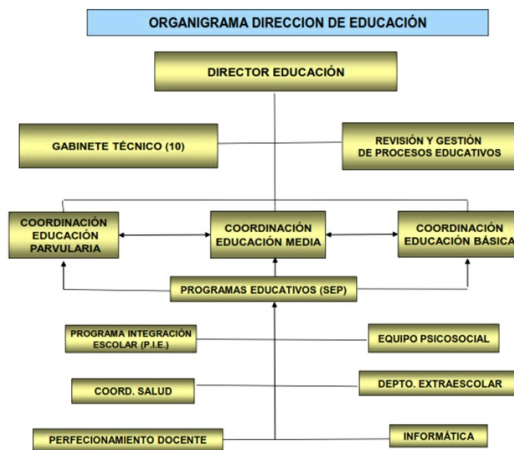 ORGANIGRAMA DIRECCION DE EDUCACIÓN
DIRECTOR EDUCACIÓN
GABINETE TÉCNICO (10)
REVISIÓN Y GESTIÓN
DE PROCESOS EDUCATIVOS
COORDINACIÓN
EDUCACIÓN
PARVULARIA
COORDINACIÓN
EDUCACIÓN MEDIA
COORDINACIÓN
EDUCACIÓN BÁSICA
PROGRAMAS EDUCATIVOS (SEP)
PROGRAMA INTEGRACIÓN
ESCOLAR (P.I.E.)
EQUIPO PSICOSOCIAL
COORD. SALUD
DEPTO. EXTRAESCOLAR
PERFECIONAMIENTO DOCENTE
INFORMÁTICA